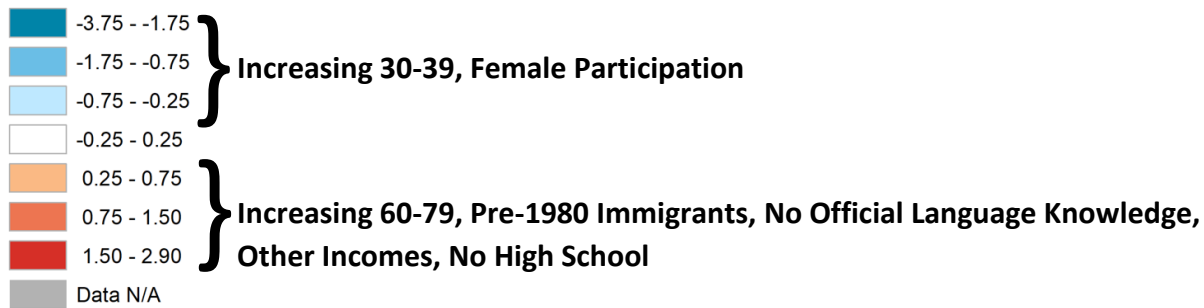 -3.75 - -1.75
-1.75 - -0.75
Increasing 30-39, Female Participation
-0.75 - -0.25
-0.25 - 0.25
0.25 - 0.75
0.75 - 1.50
Increasing 60-79, Pre-1980 Immigrants, No Official Language Knowledge,
Other Incomes, No High School
1.50 - 2.90
Data N/A